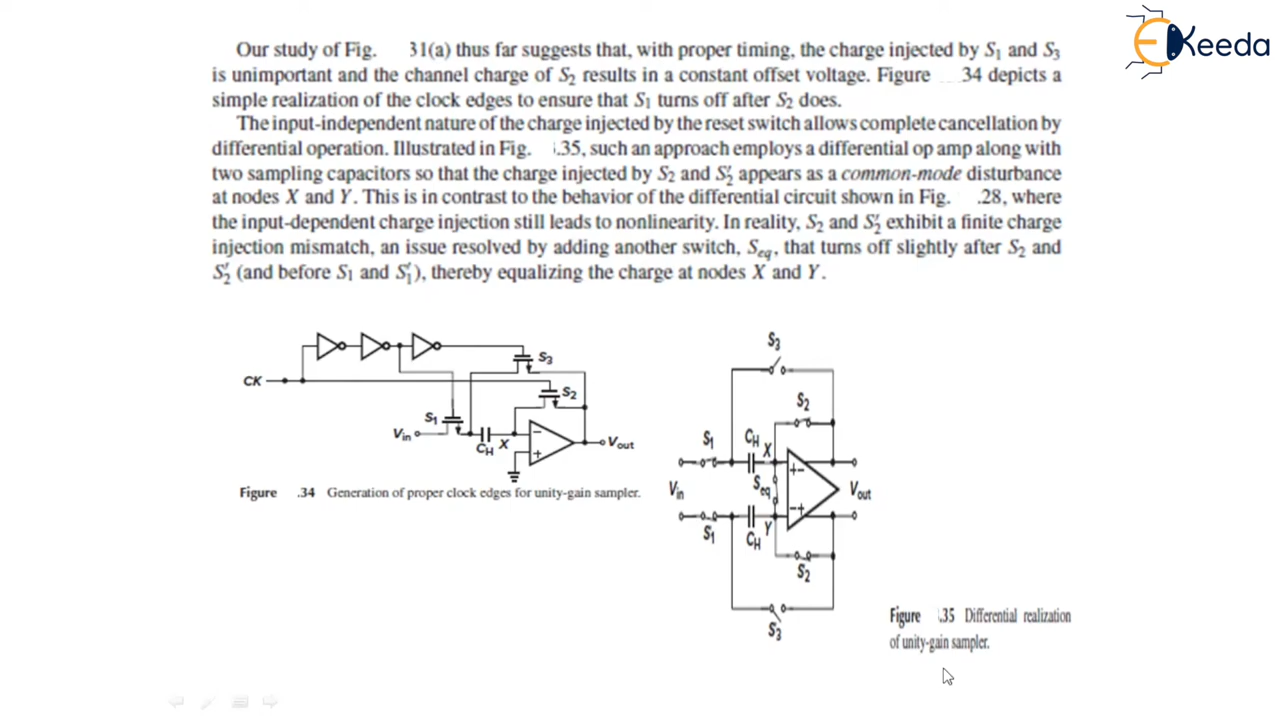 Keeda
Our study of Fig. 31(a) thus far suggests that, with proper timing, the charge injected by S1 and S3
is unimportant and the channel charge of S2 results in a constant offset voltage. Figure 34 depicts a
simple realization of the clock edges to ensure that S1 turns off after S2 does.
The input-independent nature of the charge injected by the reset switch allows complete cancellation by
differential operation. Illustrated in Fig. .35, such an approach employs a differential op amp along with
two sampling capacitors so that the charge injected by S2 and S2′ appears as a common-mode disturbance
at nodes X and Y. This is in contrast to the behavior of the differential circuit shown in Fig. .28, where
the input-dependent charge injection still leads to nonlinearity. In reality, S2 and S2′ exhibit a finite charge
injection mismatch, an issue resolved by adding another switch, Seq, that turns off slightly after S2 and
S2′ (and before S1 and S1′), thereby equalizing the charge at nodes X and Y.
S3
CK
S2
S1
Vin
CH
X
−
+
Vout
Figure .34 Generation of proper clock edges for unity-gain sampler.
S3
S2
S1
CH
X
+−
Vin
Seq
Vout
−+
S1
CH
Y
S2
S3
Figure .35 Differential realization
of unity-gain sampler.